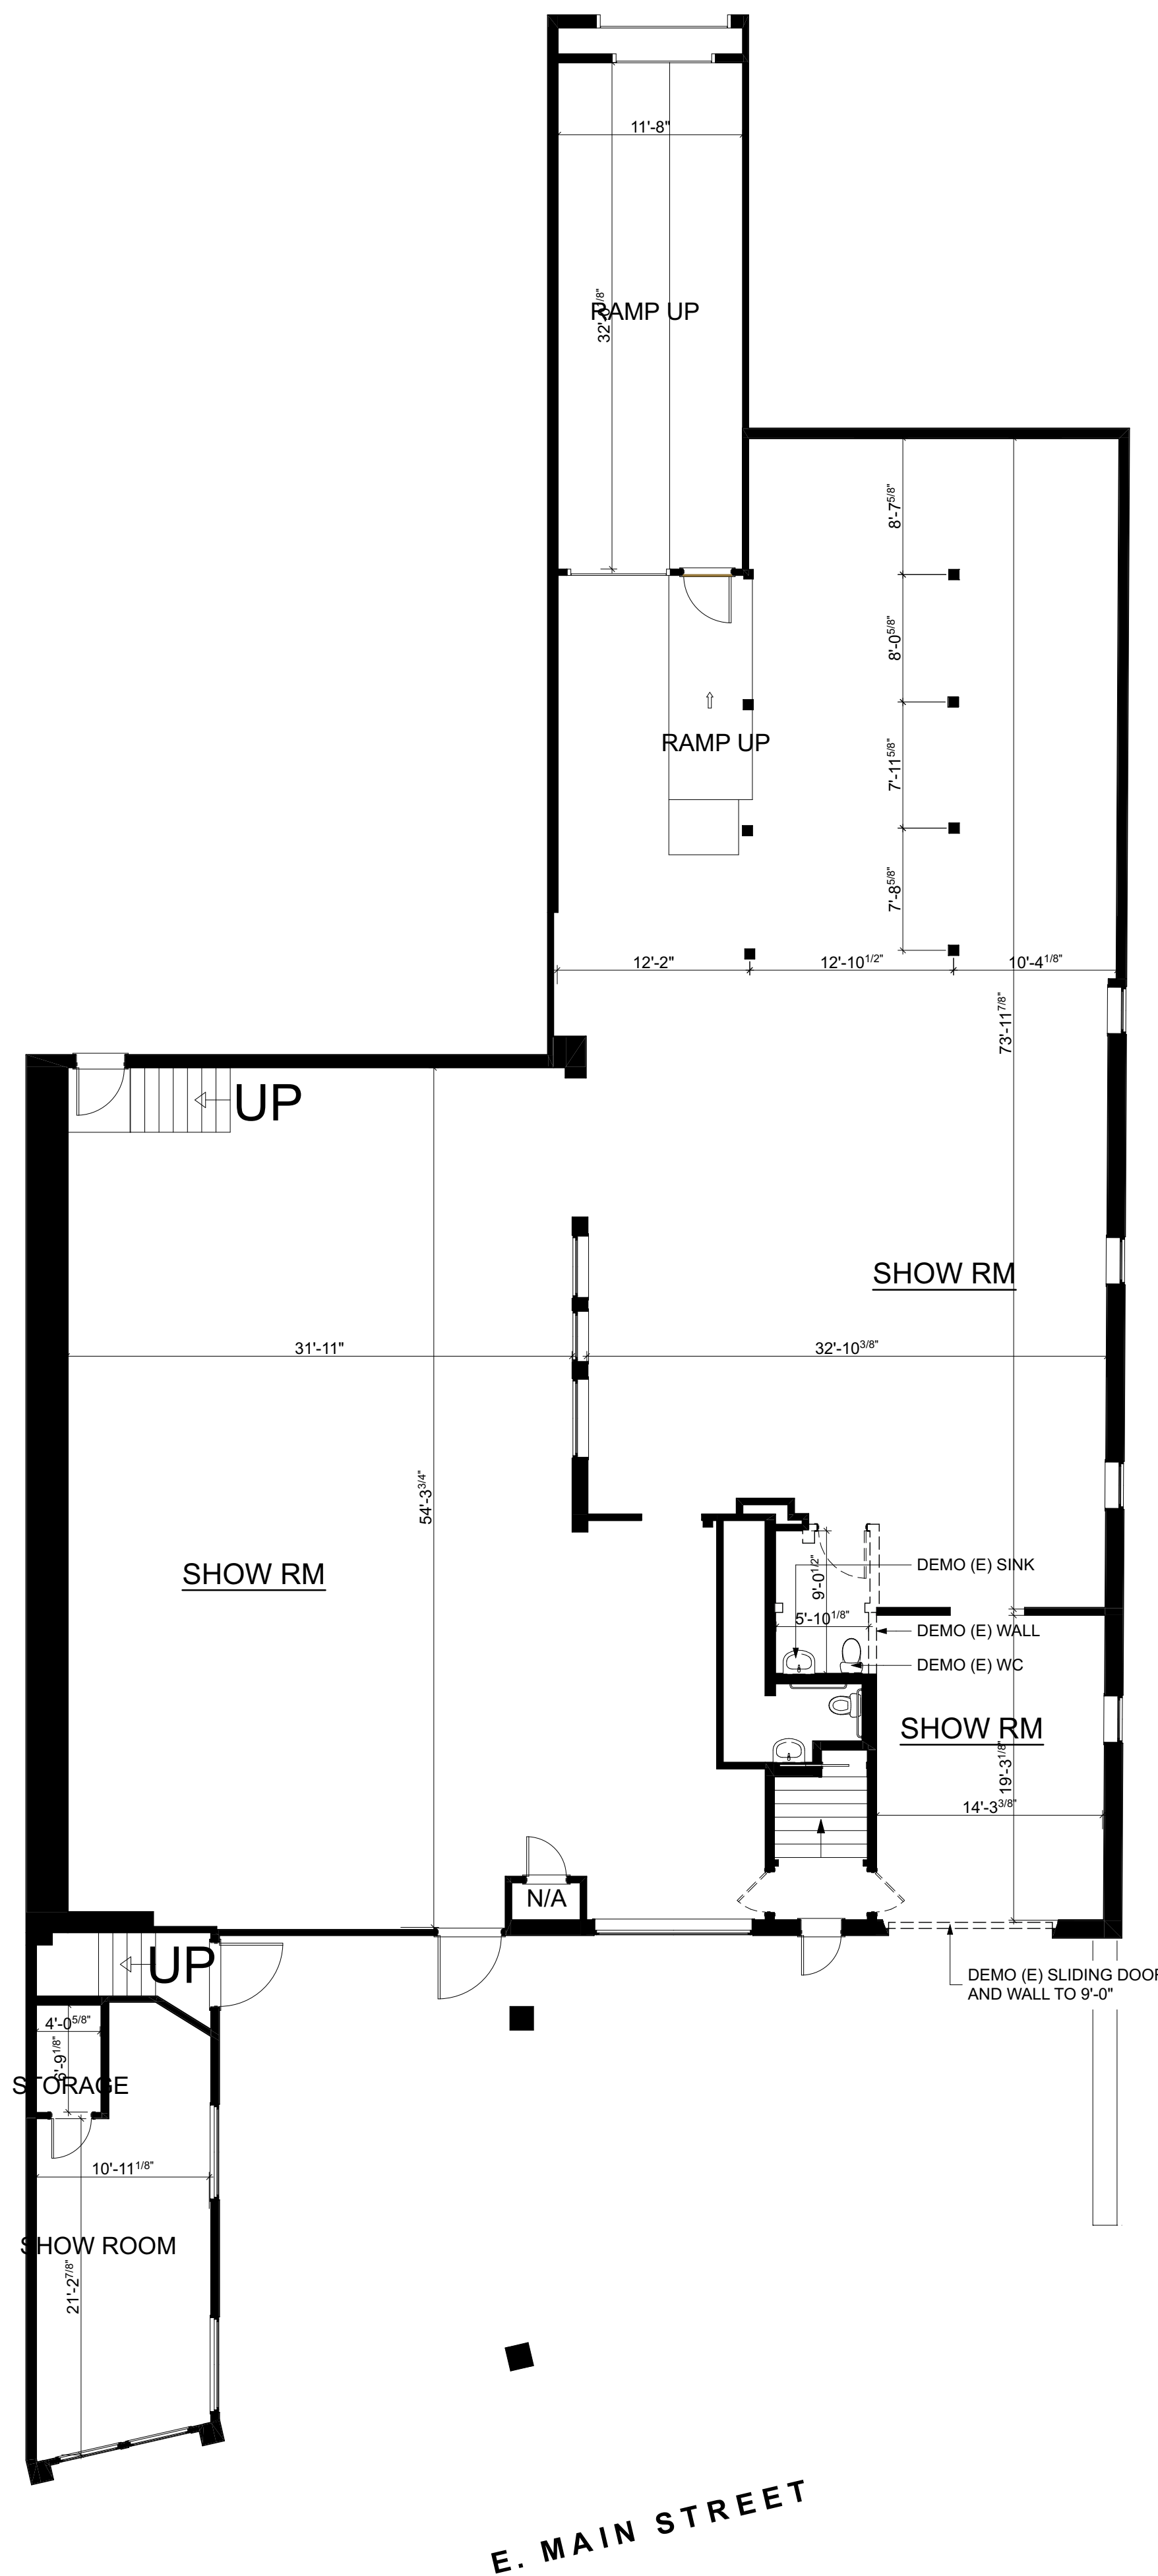 11'-8"
RAMP UP
8'-7 5/8"
8'-0 5/8"
RAMP UP
7'-11 5/8"
7'-8 5/8"
12'-2"
12'-10 1/2"
10'-4 1/8"
73'-11 7/8"
UP
SHOW RM
31'-11"
32'-10 3/8"
54'-3 3/4"
SHOW RM
DEMO (E) SINK
9'-0 1/2"
5'-10 1/8"
DEMO (E) WALL
DEMO (E) WC
SHOW RM
19'-3 1/8"
14'-3 3/8"
N/A
UP
DEMO (E) SLIDING DOOR
AND WALL TO 9'-0"
4'-0 5/8"
6'-9 1/8"
STORAGE
10'-11 1/8"
SHOW ROOM
21'-2 7/8"
E. MAIN STREET